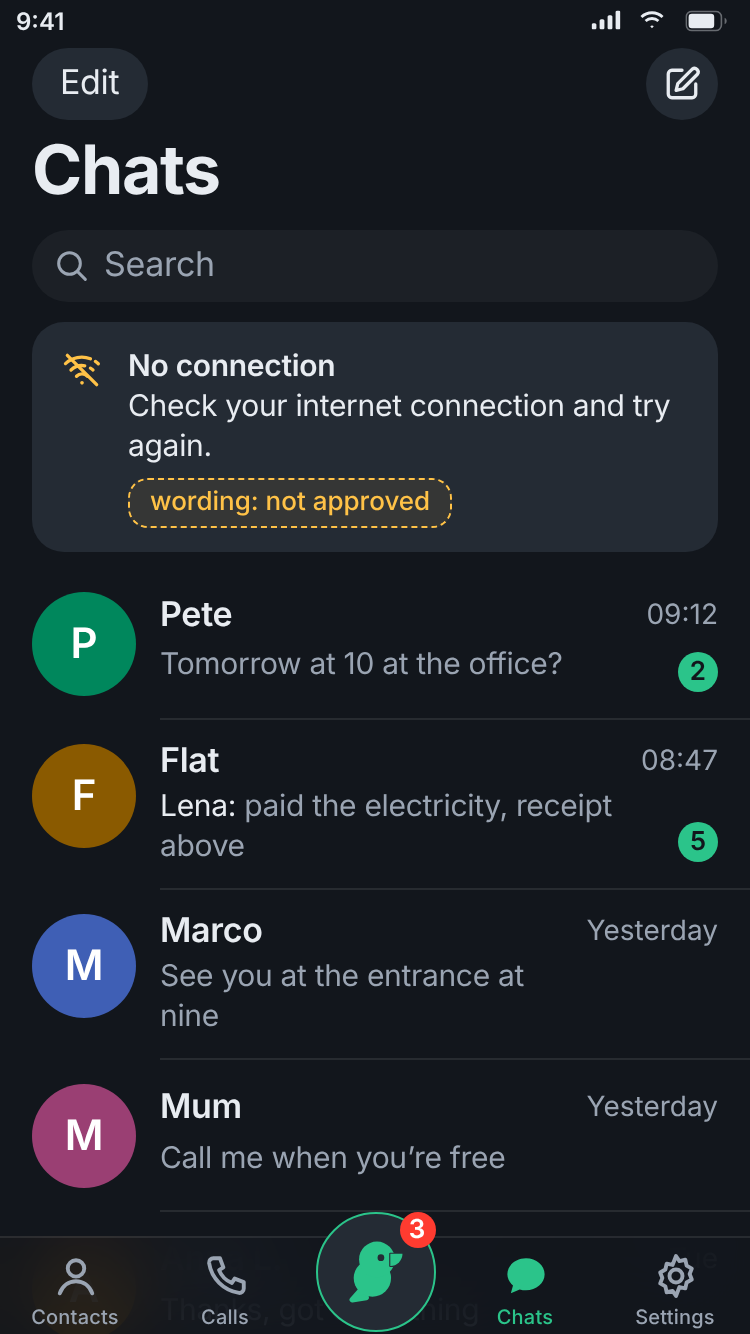 9:41
Edit
Chats
Search
No connection
Check your internet connection and try
again.
wording: not approved
P
Pete
09:12
Tomorrow at 10 at the office?
2
F
Flat
08:47
Lena: paid the electricity, receipt
above
5
M
Marco
Yesterday
See you at the entrance at
nine
M
Mum
Yesterday
Call me when you’re free
Thanks, got
3
Contacts
Calls
Chats
Settings